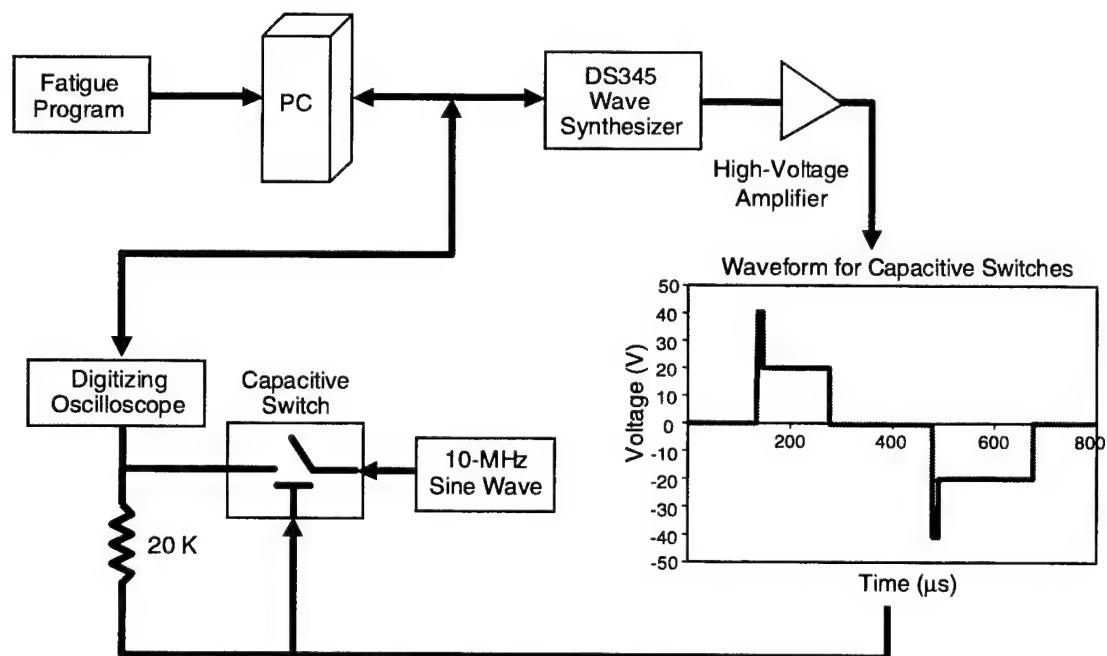 Fatigue
Program
PC
DS345
Wave
Synthesizer
High-Voltage
Amplifier
Waveform for Capacitive Switches
50
40
30
20
10
0
-10
-20
-30
-40
-50
200
400
600
800
Voltage (V)
Time (µs)
Digitizing
Oscilloscope
Capacitive
Switch
10-MHz
Sine Wave
20 K